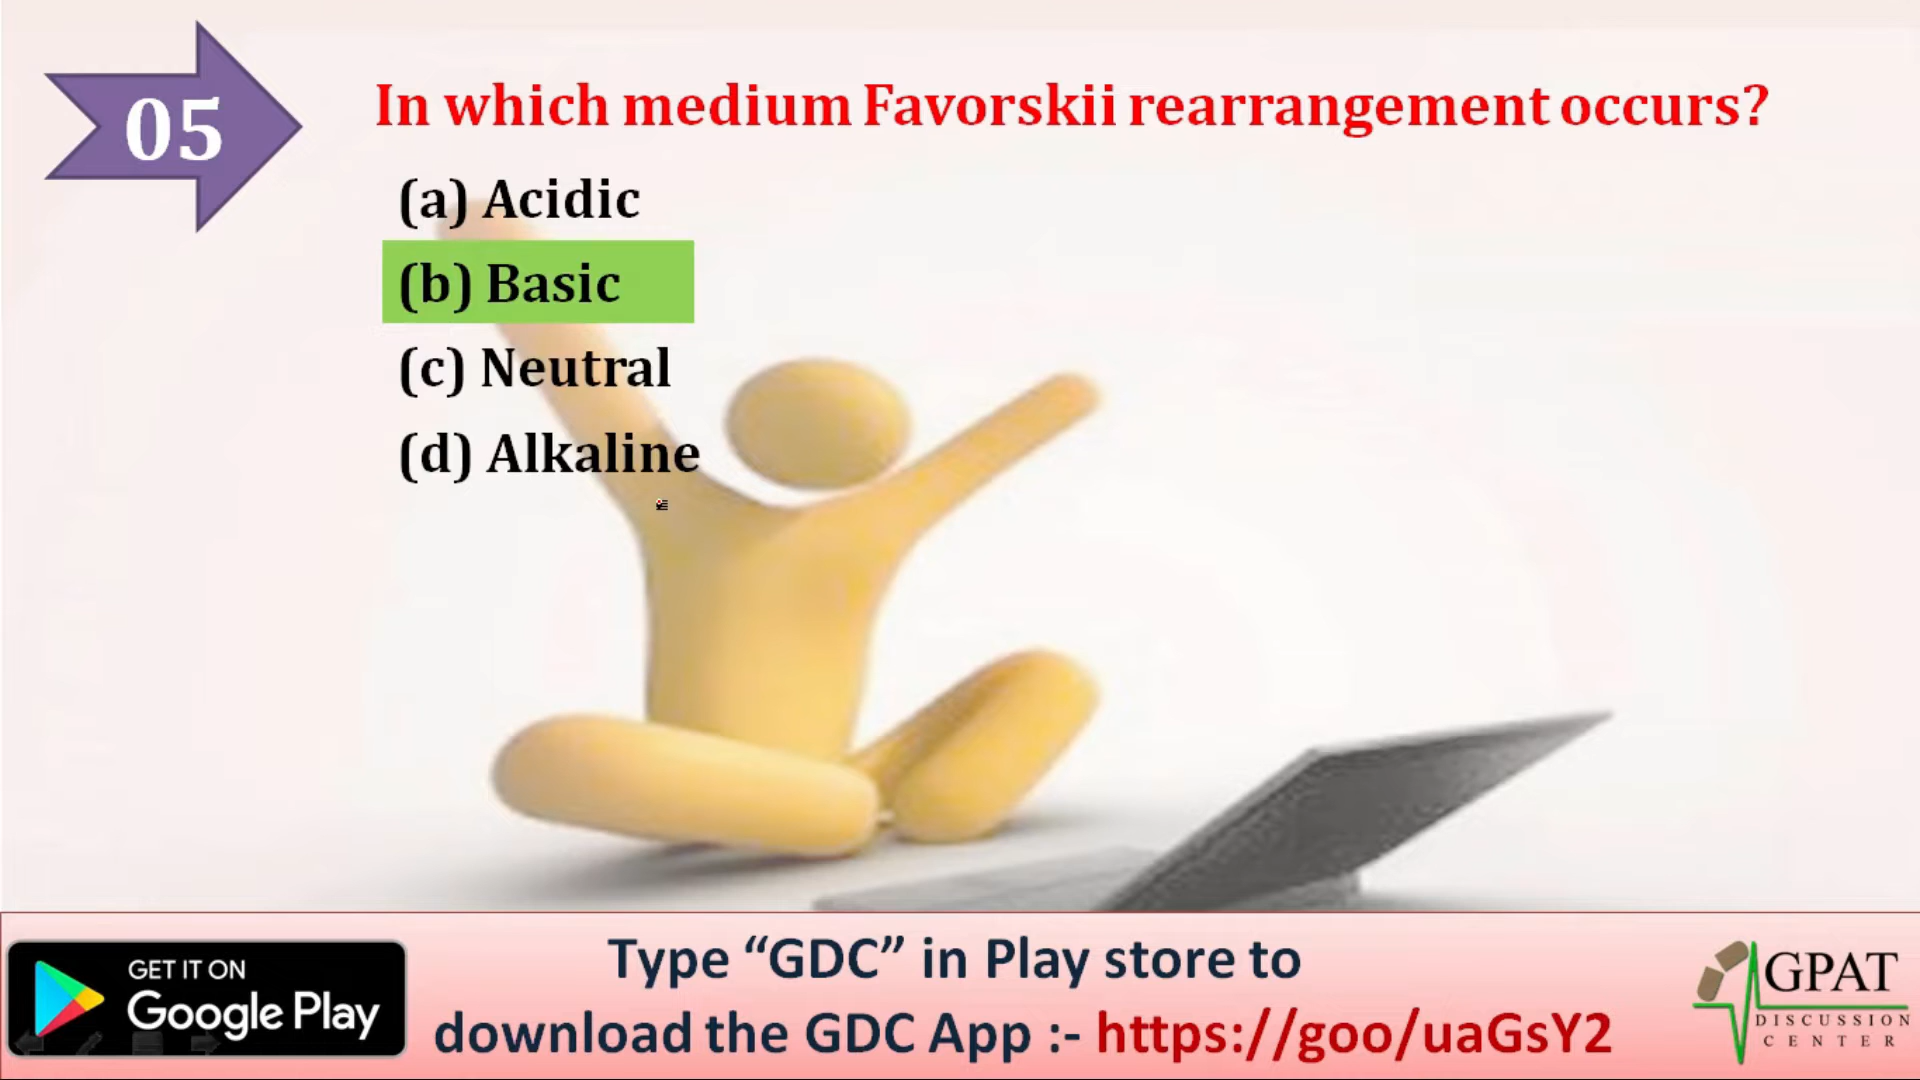 05
In which medium Favorskii rearrangement occurs?
(a) Acidic
(b) Basic
(c) Neutral
(d) Alkaline
Type “GDC” in Play store to
download the GDC App :- https://goo/uaGsY2
GET IT ON
Google Play
GPAT
DISCUSSION
CENTER